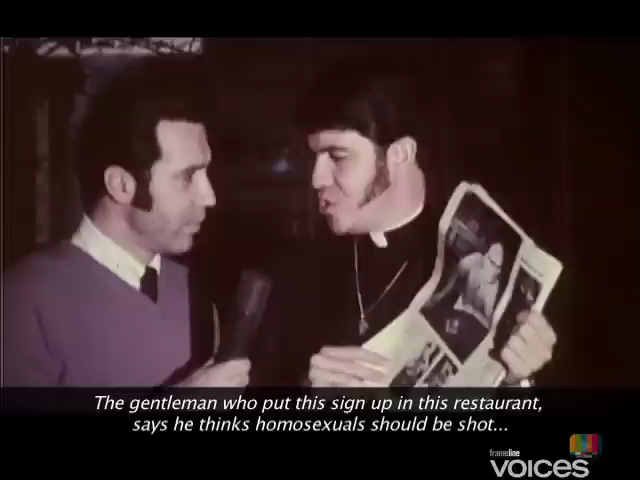 The gentleman who put this sign up in this restaurant,
says he thinks homosexuals should be shot...
frameline
VOICES